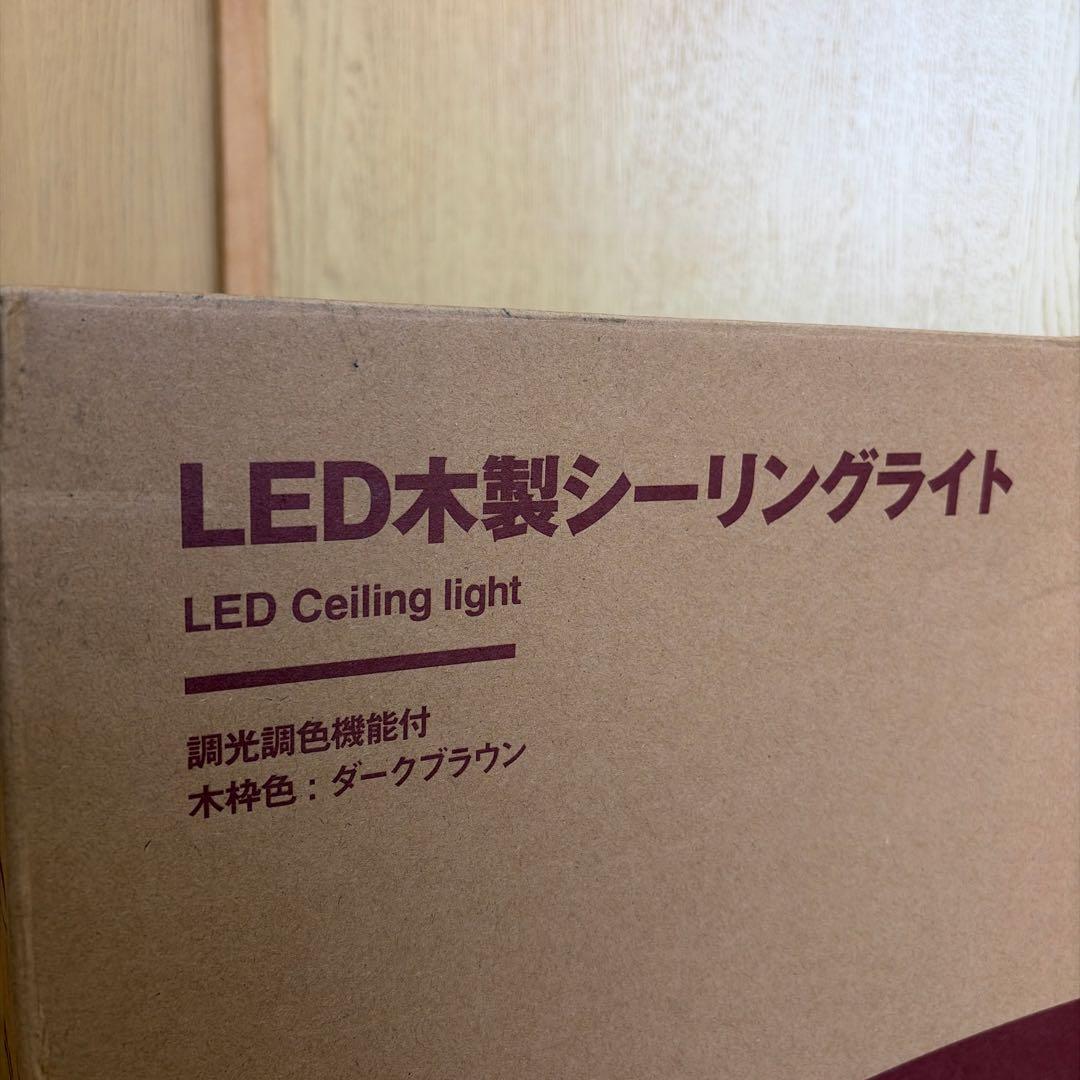 LED木製シーリングライト
LED Ceiling light
調光調色機能付
木枠色：ダークブラウン